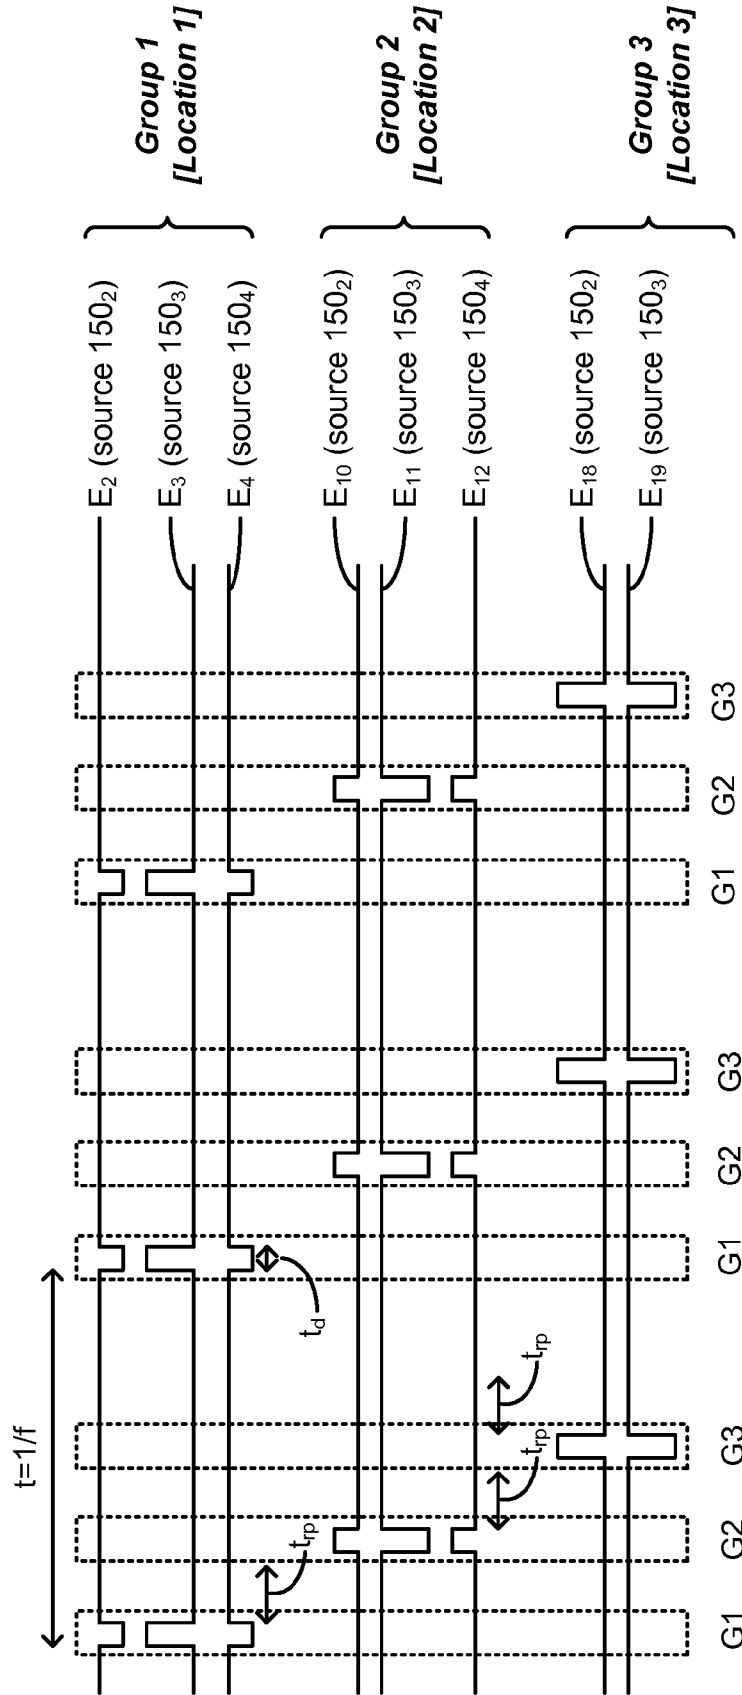 t=1/f
E2 (source 1502)
E3 (source 1503)
E4 (source 1504)
Group 1
[Location 1]
trp
td
E10 (source 1502)
E11 (source 1503)
E12 (source 1504)
Group 2
[Location 2]
trp
trp
E18 (source 1502)
E19 (source 1503)
Group 3
[Location 3]
G1 G2 G3 G1 G2 G3 G1 G2 G3